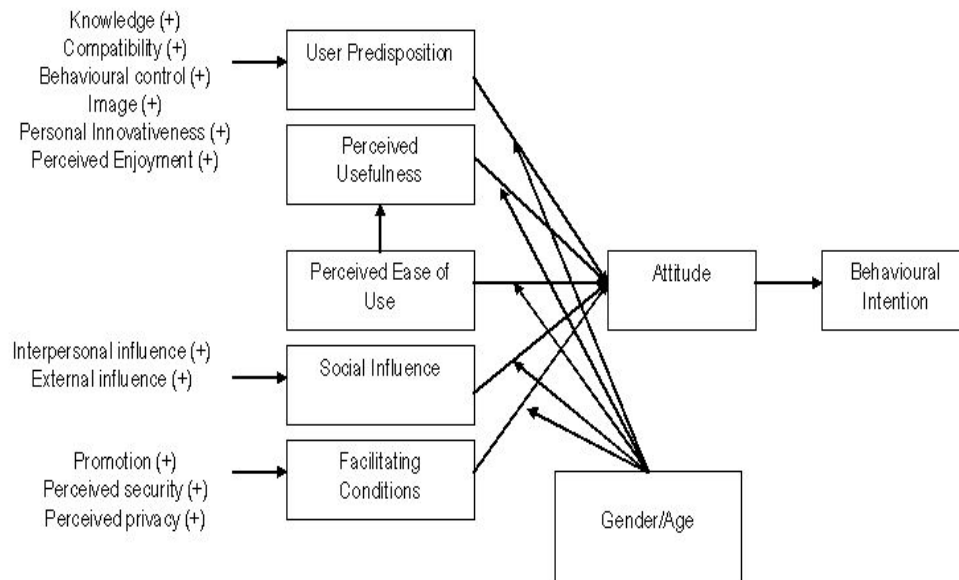 Knowledge (+)
Compatibility (+)
Behavioural control (+)
Image (+)
Personal Innovativeness (+)
Perceived Enjoyment (+)
User Predisposition
Perceived
Usefulness
Perceived Ease of
Use
Attitude
Behavioural
Intention
Interpersonal influence (+)
External influence (+)
Social Influence
Promotion (+)
Perceived security (+)
Perceived privacy (+)
Facilitating
Conditions
Gender/Age